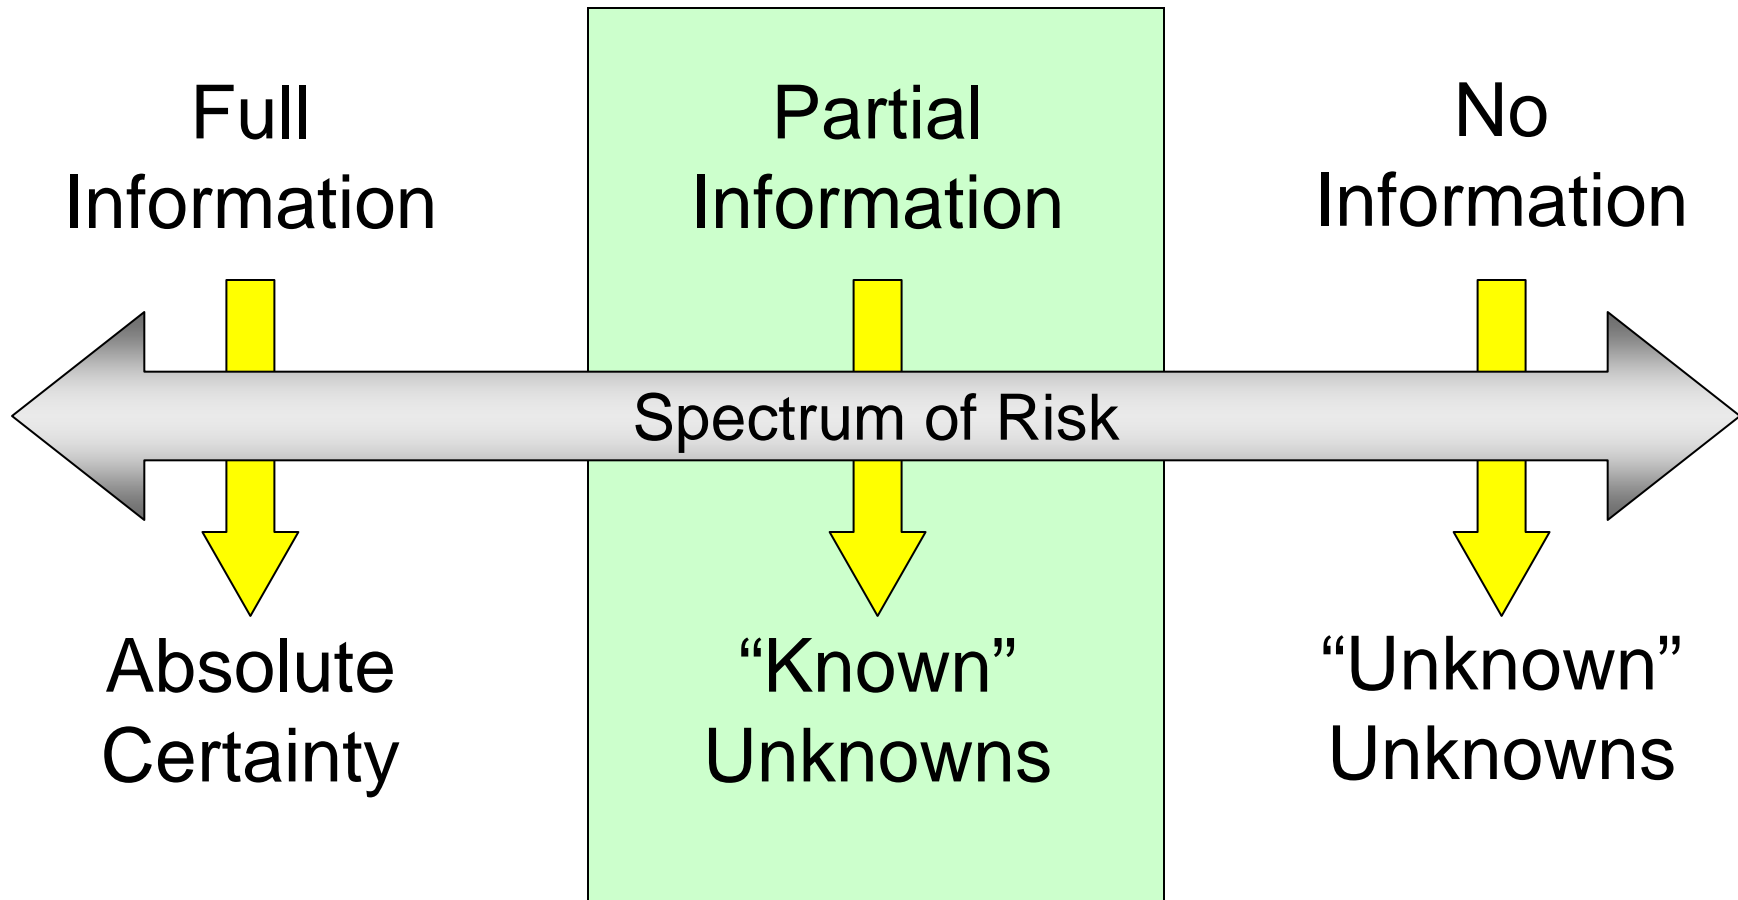 Full
Information
Partial
Information
No
Information
Spectrum of Risk
Absolute
Certainty
“Known”
Unknowns
“Unknown”
Unknowns